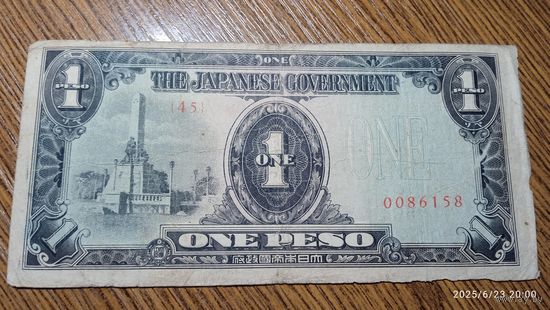 ONE
1
PESO
1
PESO
THE JAPANESE GOVERNMENT
{45}
1
ONE
ONE
0086158
1
ONE PESO
1
府政國帝本日大
2025/6/23 20:00